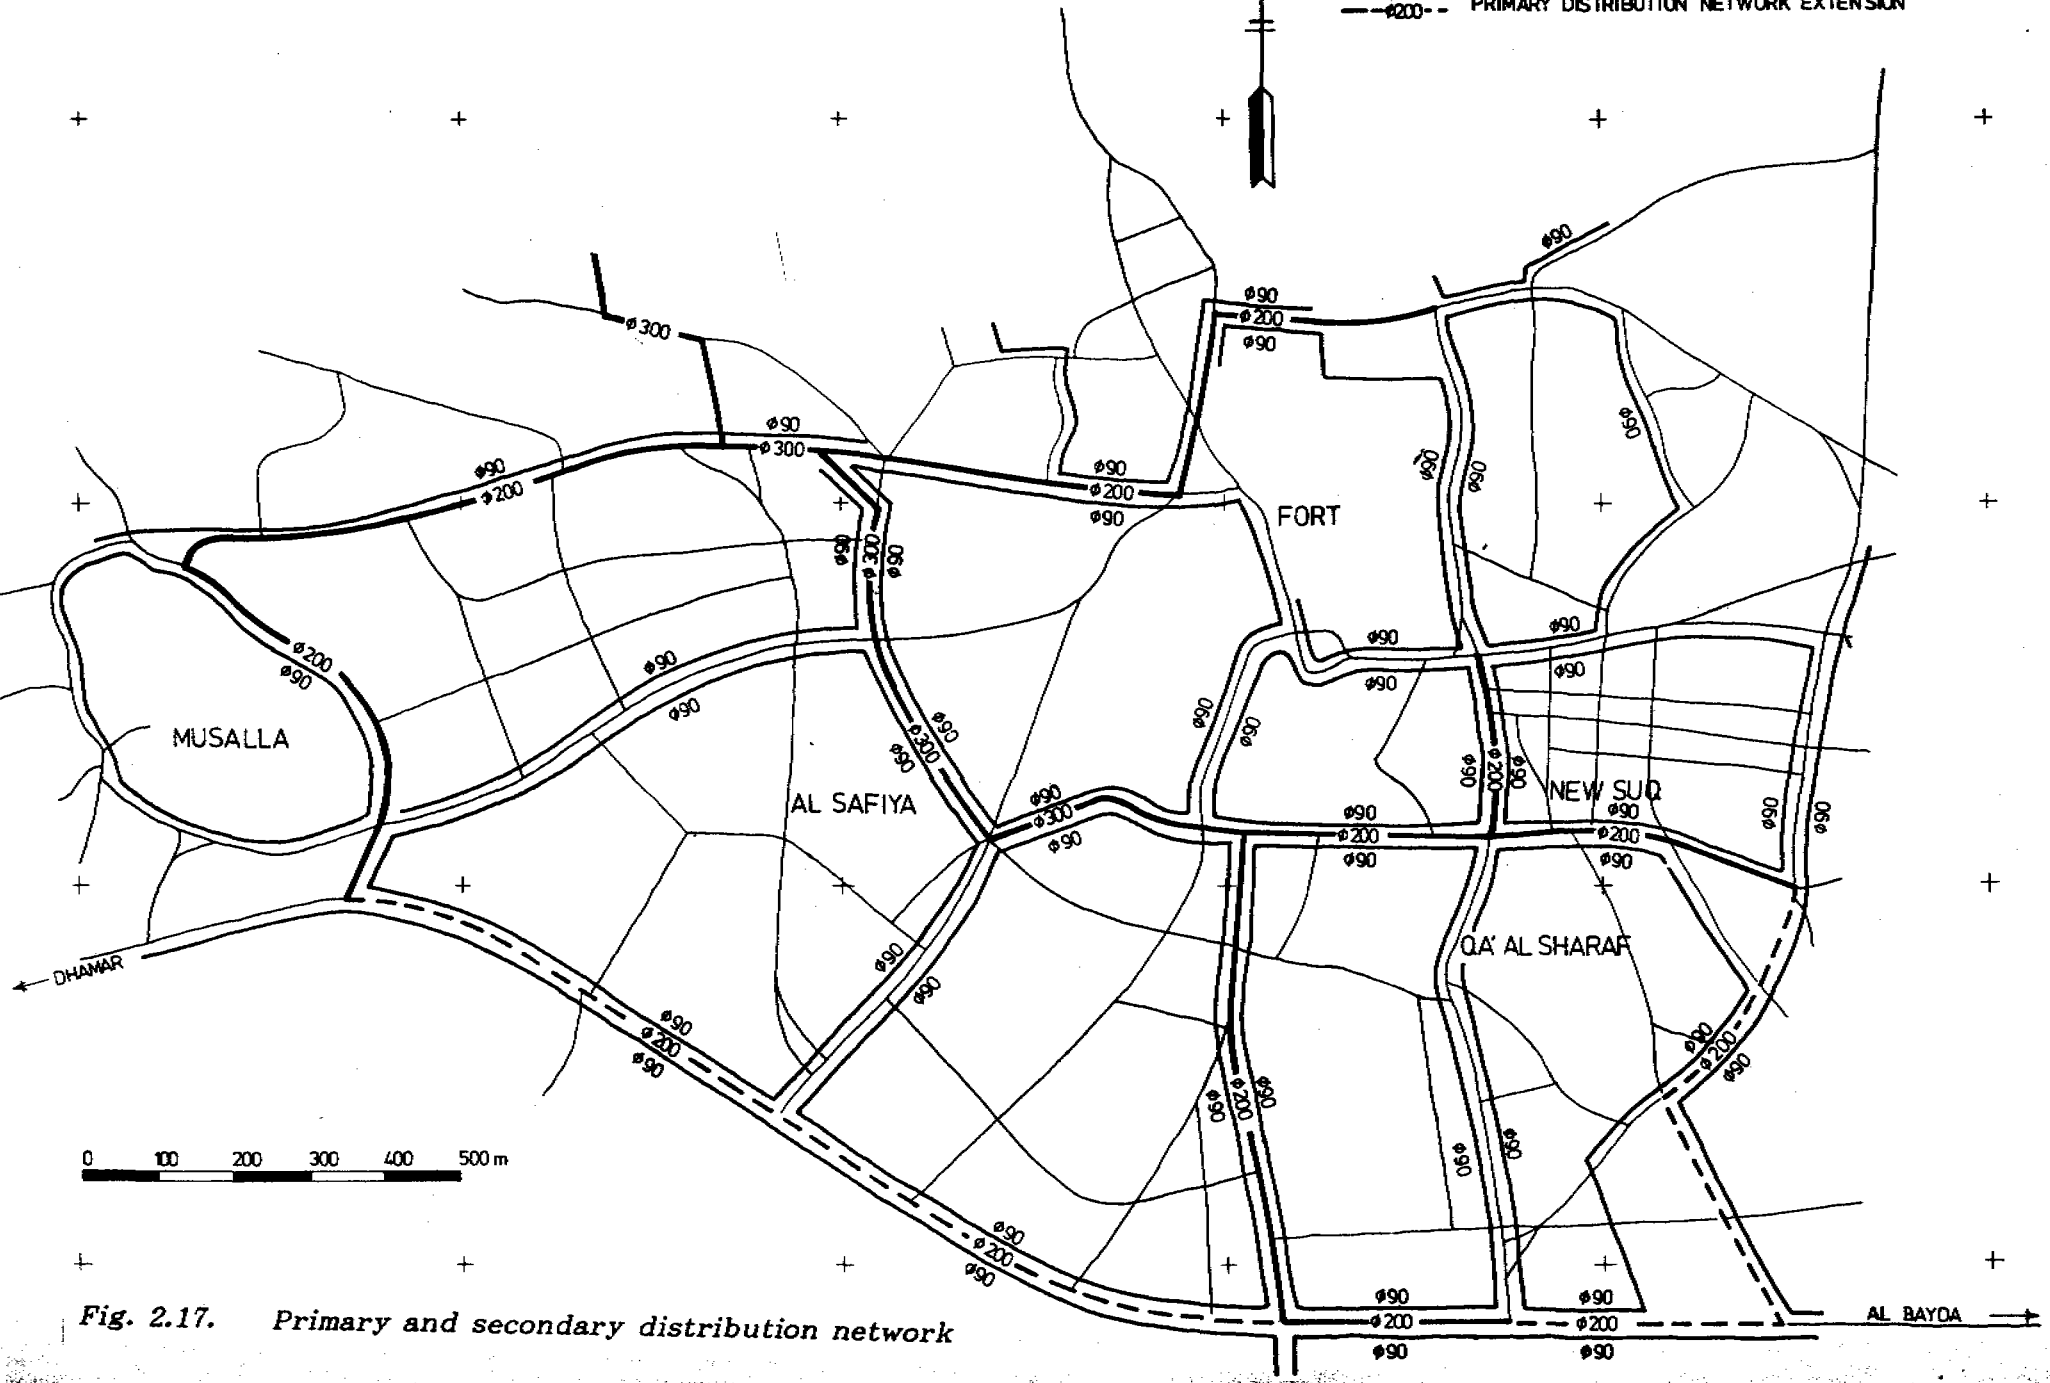 --ø200-- PRIMARY DISTRIBUTION NETWORK EXTENSION
ø90
ø90
ø200
ø90
ø300
ø90
ø90
ø300
ø90
ø90
ø90
ø200
ø90
ø200
ø90
ø90
FORT
ø90
ø300
ø90
ø90
ø90
ø90
ø200
ø90
ø90
ø90
ø90
ø90
ø90
ø90
MUSALLA
ø90
ø300
ø90
ø90
ø200
ø90
AL SAFIYA
NEW SUQ
ø90
ø300
ø90
ø90
ø200
ø90
ø90
ø200
ø90
ø90
ø90
QA' AL SHARAF
ø90
ø90
DHAMAR
ø90
ø200
ø90
ø90
ø200
ø90
ø90
ø200
ø90
ø90
ø90
0 100 200 300 400 500 m
ø90
ø200
ø90
ø90
ø200
ø90
ø90
ø200
ø90
AL BAYDA
Fig. 2.17. Primary and secondary distribution network